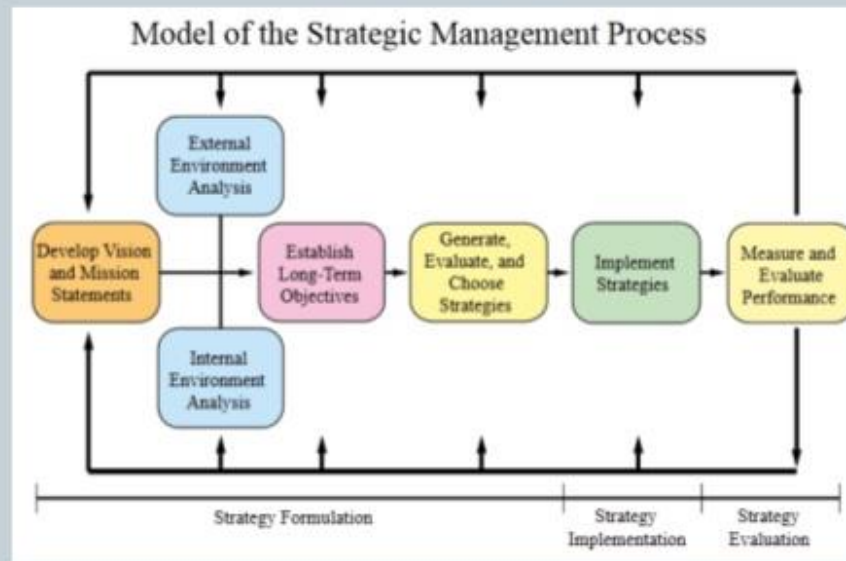 Model of the Strategic Management Process
External
Environment
Analysis
Develop Vision
and Mission
Statements
Establish
Long-Term
Objectives
Generate,
Evaluate, and
Choose
Strategies
Implement
Strategies
Measure and
Evaluate
Performance
Internal
Environment
Analysis
Strategy Formulation
Strategy
Implementation
Strategy
Evaluation